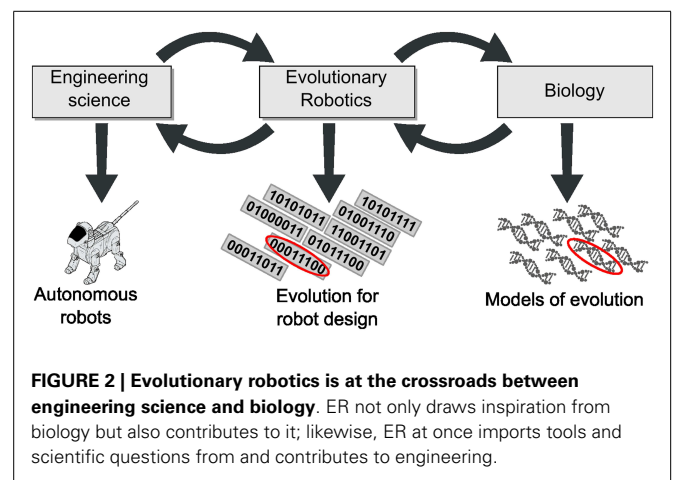 Engineering
science
Evolutionary
Robotics
Biology
10101011
10101111
01000011
01001110
11001101
00011100
01011100
00011011
Autonomous
robots
Evolution for
robot design
Models of evolution
FIGURE 2 | Evolutionary robotics is at the crossroads between
engineering science and biology. ER not only draws inspiration from
biology but also contributes to it; likewise, ER at once imports tools and
scientific questions from and contributes to engineering.